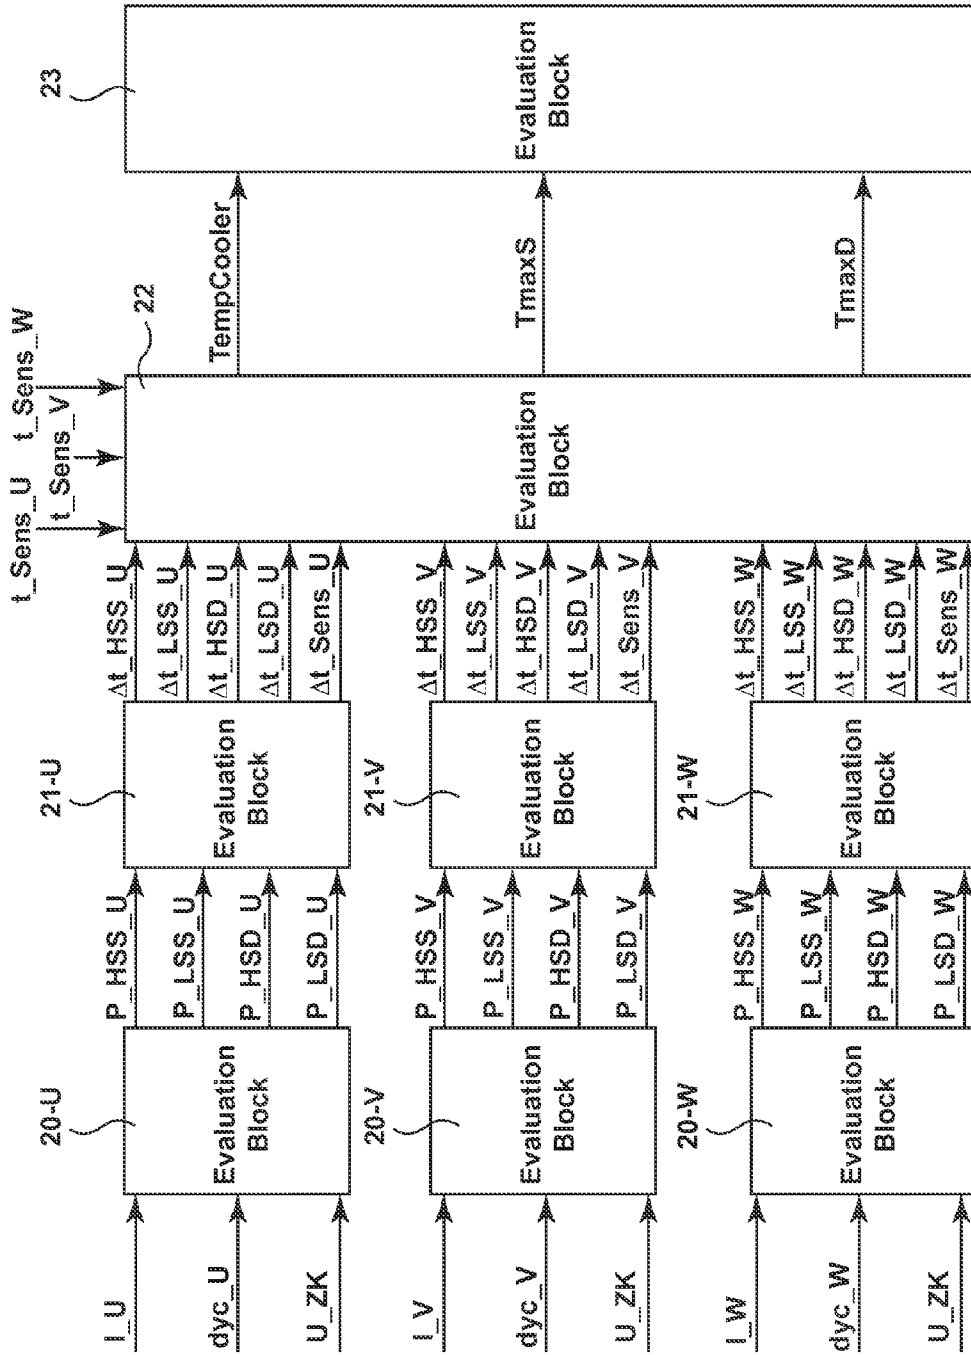 I_U
dyc_U
U_ZK
20-U
Evaluation
Block
P_HSS_U
P_LSS_U
P_HSD_U
P_LSD_U
21-U
Evaluation
Block
Δt_HSS_U
Δt_LSS_U
Δt_HSD_U
Δt_LSD_U
Δt_Sens_U
I_V
dyc_V
U_ZK
20-V
Evaluation
Block
P_HSS_V
P_LSS_V
P_HSD_V
P_LSD_V
21-V
Evaluation
Block
Δt_HSS_V
Δt_LSS_V
Δt_HSD_V
Δt_LSD_V
Δt_Sens_V
I_W
dyc_W
U_ZK
20-W
Evaluation
Block
P_HSS_W
P_LSS_W
P_HSD_W
P_LSD_W
21-W
Evaluation
Block
Δt_HSS_W
Δt_LSS_W
Δt_HSD_W
Δt_LSD_W
Δt_Sens_W
t_Sens_U
t_Sens_V
t_Sens_W
22
Evaluation
Block
TempCooler
TmaxS
TmaxD
23
Evaluation
Block